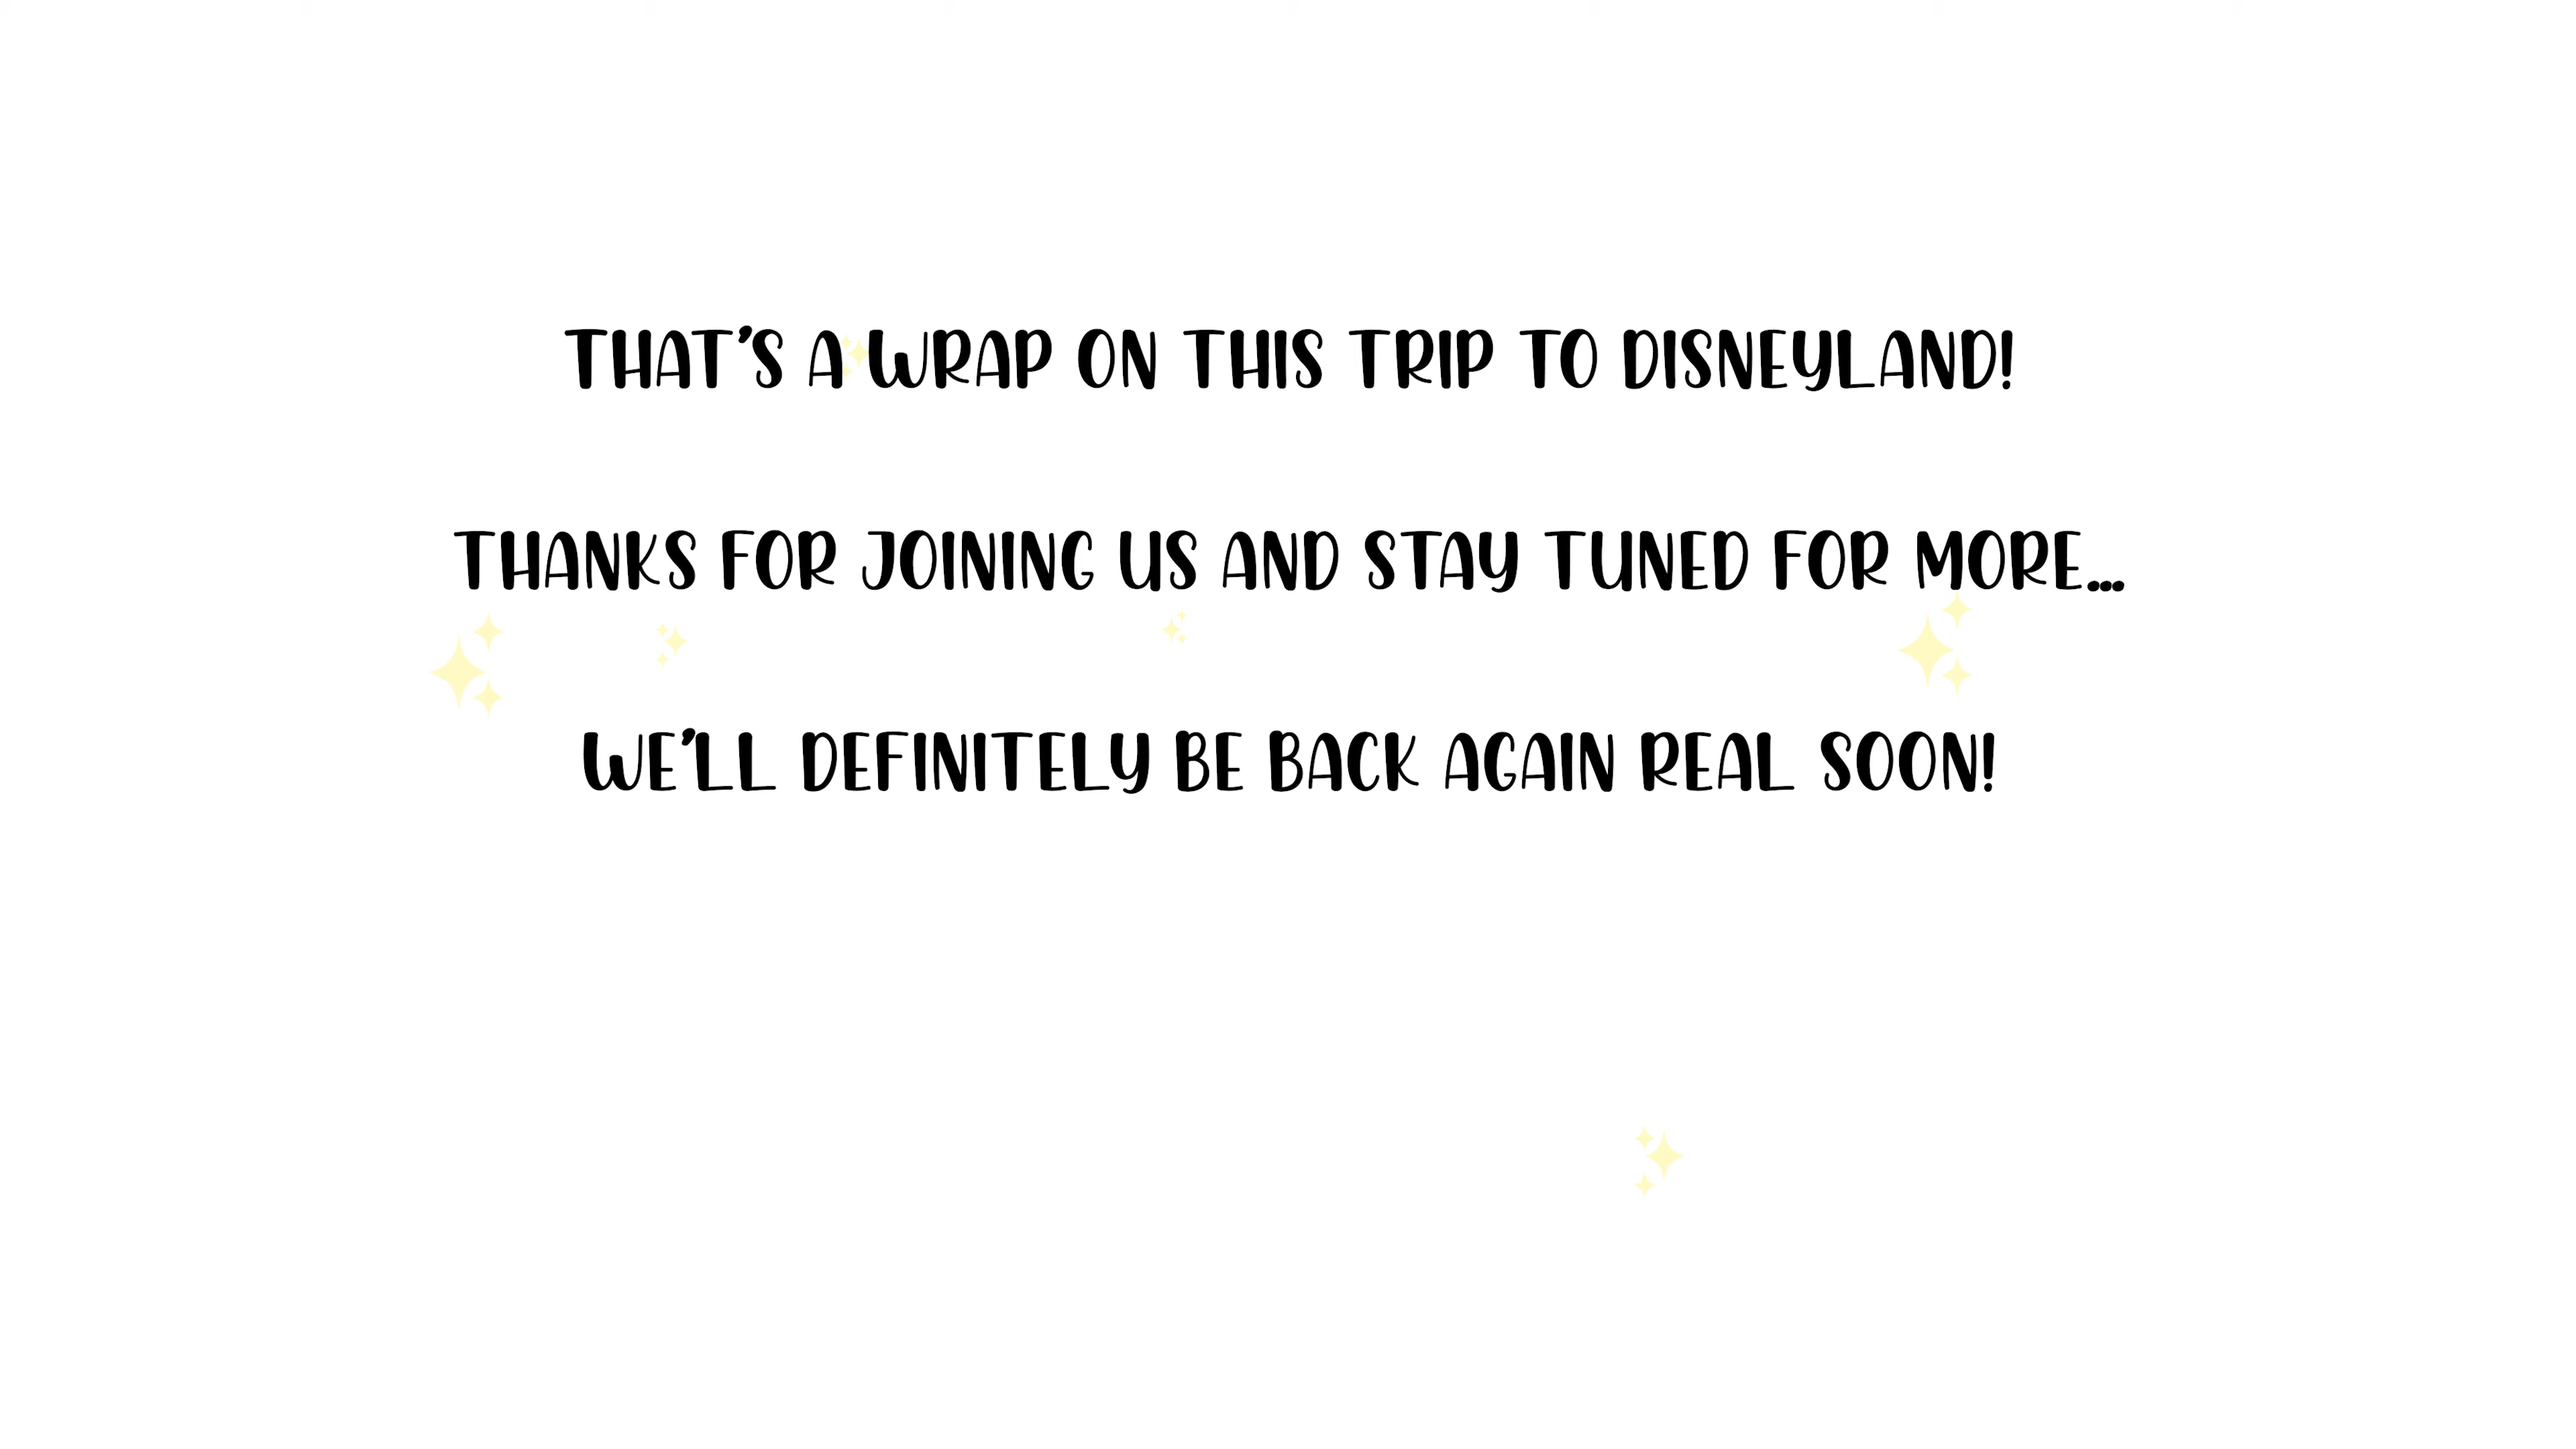 THAT'S A WRAP ON THIS TRIP TO DISNEYLAND!
THANKS FOR JOINING US AND STAY TUNED FOR MORE...
WE'LL DEFINITELY BE BACK AGAIN REAL SOON!